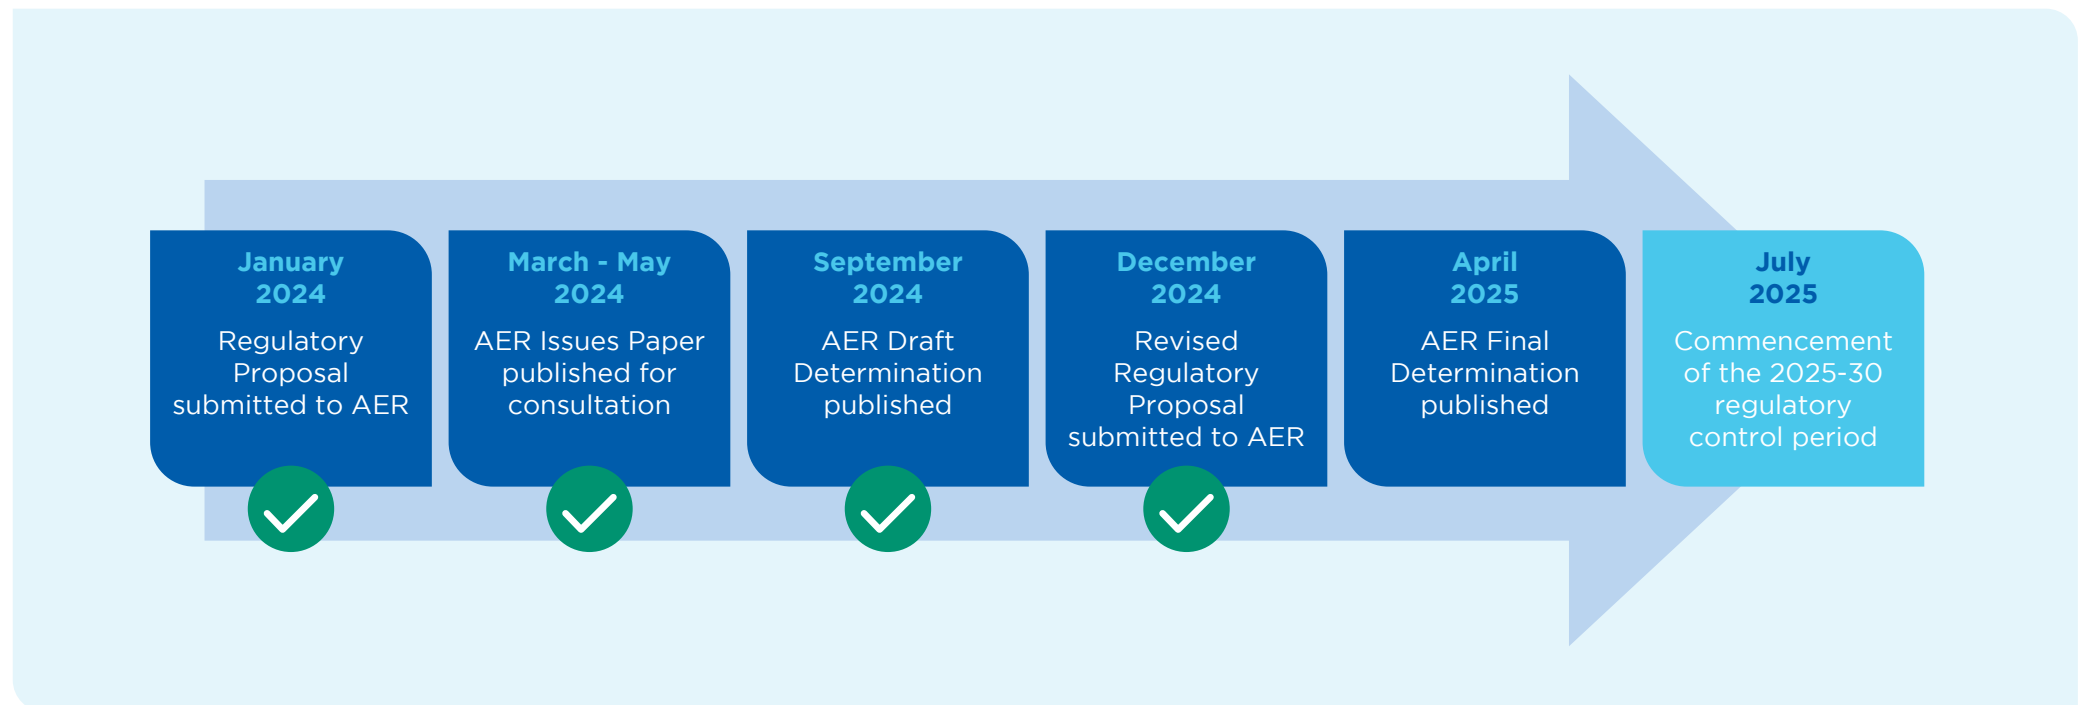 January
2024
Regulatory
Proposal
submitted to AER
March - May
2024
AER Issues Paper
published for
consultation
September
2024
AER Draft
Determination
published
December
2024
Revised
Regulatory
Proposal
submitted to AER
April
2025
AER Final
Determination
published
July
2025
Commencement
of the 2025-30
regulatory
control period